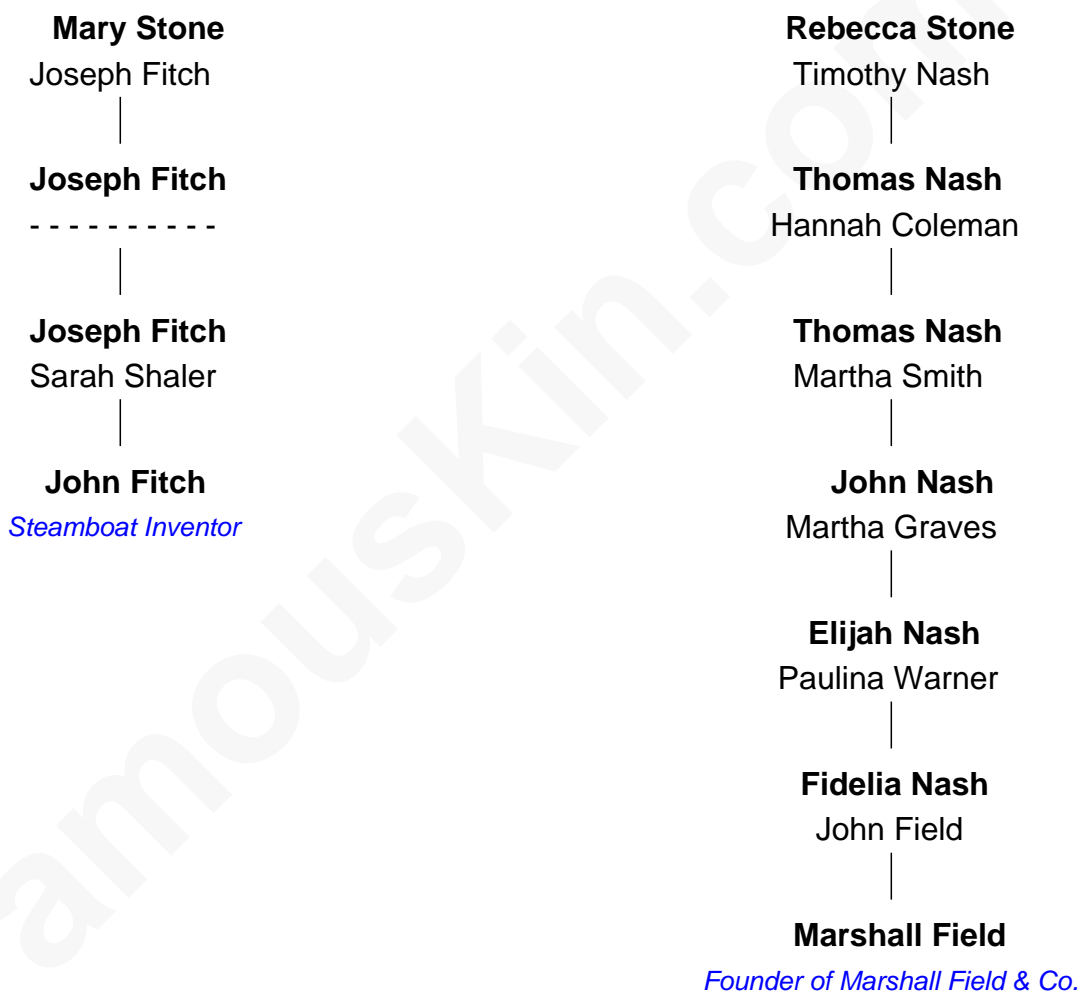 Mary Stone
Joseph Fitch
Joseph Fitch
- - - - - - - - - -
Joseph Fitch
Sarah Shaler
John Fitch
Steamboat Inventor
Rebecca Stone
Timothy Nash
Thomas Nash
Hannah Coleman
Thomas Nash
Martha Smith
John Nash
Martha Graves
Elijah Nash
Paulina Warner
Fidelia Nash
John Field
Marshall Field
Founder of Marshall Field & Co.
amouskin.com